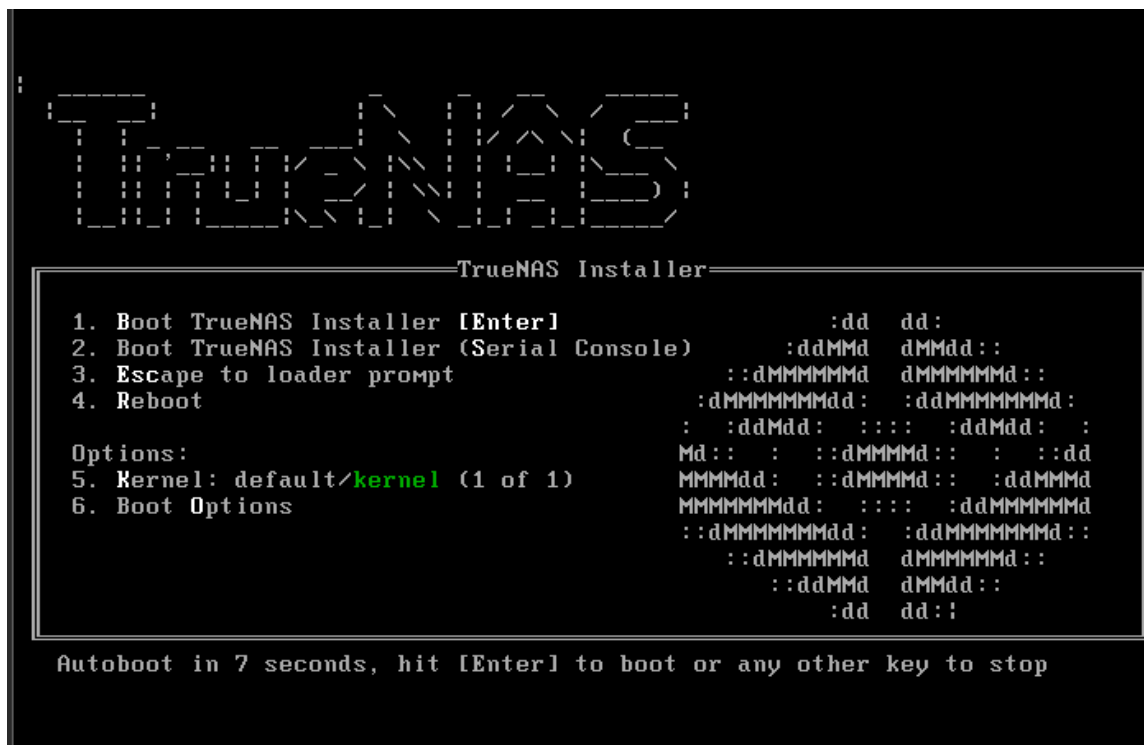 TrueNAS
TrueNAS Installer
1. Boot TrueNAS Installer [Enter]
2. Boot TrueNAS Installer (Serial Console)
3. Escape to loader prompt
4. Reboot
Options:
5. Kernel: default/kernel (1 of 1)
6. Boot Options
Autoboot in 7 seconds, hit [Enter] to boot or any other key to stop